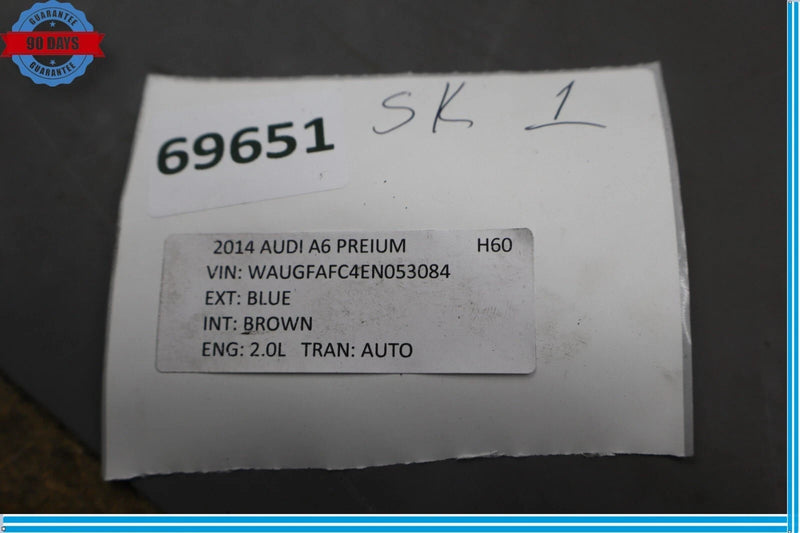 GUARANTEE
90 DAYS
GUARANTEE
SK 1
69651
2014 AUDI A6 PREIUM H60
VIN: WAUGFAFC4EN053084
EXT: BLUE
INT: BROWN
ENG: 2.0L TRAN: AUTO